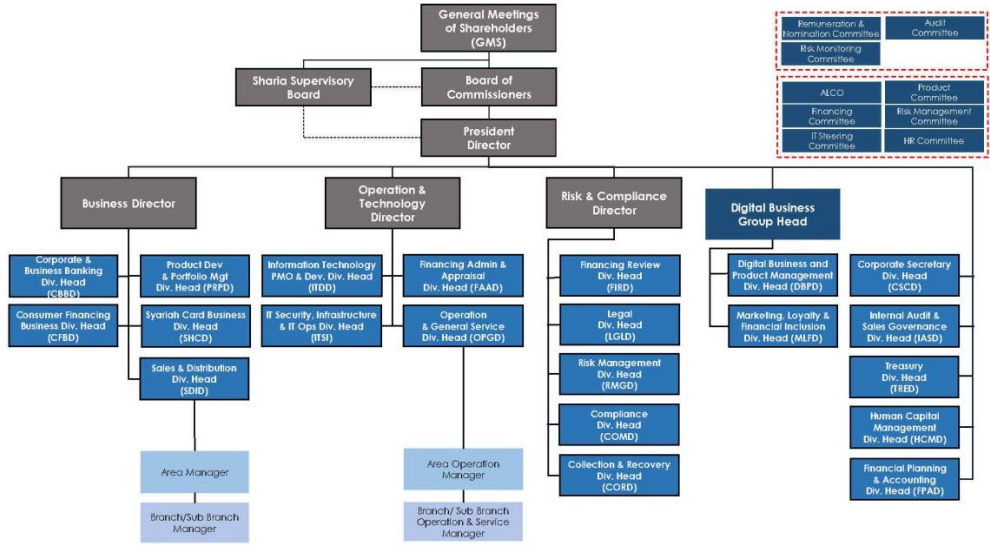 General Meetings
of Shareholders
(GMS)
Remuneration &
Nomination Committee
Audit
Committee
Risk Monitoring
Committee
Sharia Supervisory
Board
Board of
Commissioners
ALCO
Product
Committee
Financing
Committee
Risk Management
Committee
IT Steering
Committee
HR Committee
President
Director
Business Director
Operation &
Technology
Director
Risk & Compliance
Director
Digital Business
Group Head
Corporate &
Business Banking
Div. Head
(CBBD)
Product Dev
& Portfolio Mgt
Div. Head (PRPD)
Information Technology
PMO & Dev. Div. Head
(ITDD)
Financing Admin &
Appraisal
Div. Head (FAAD)
Financing Review
Div. Head
(FIRD)
Digital Business
and Product Management
Div. Head (DBPD)
Corporate Secretary
Div. Head
(CSCD)
Consumer Financing
Business Div. Head
(CFBD)
Syariah Card Business
Div. Head
(SHCD)
IT Security, Infrastructure
& IT Ops Div. Head
(ITSI)
Operation
& General Service
Div. Head (OPGD)
Legal
Div. Head
(LGLD)
Marketing, Loyalty &
Financial Inclusion
Div. Head (MLFD)
Internal Audit &
Sales Governance
Div. Head (IASD)
Sales & Distribution
Div. Head
(SDID)
Risk Management
Div. Head
(RMGD)
Treasury
Div. Head
(TRED)
Compliance
Div. Head
(COMD)
Human Capital
Management
Div. Head (HCMD)
Area Manager
Area Operation
Manager
Collection & Recovery
Div. Head
(CORD)
Financial Planning
& Accounting
Div. Head (FPAD)
Branch/Sub Branch
Manager
Branch/ Sub Branch
Operation & Service
Manager